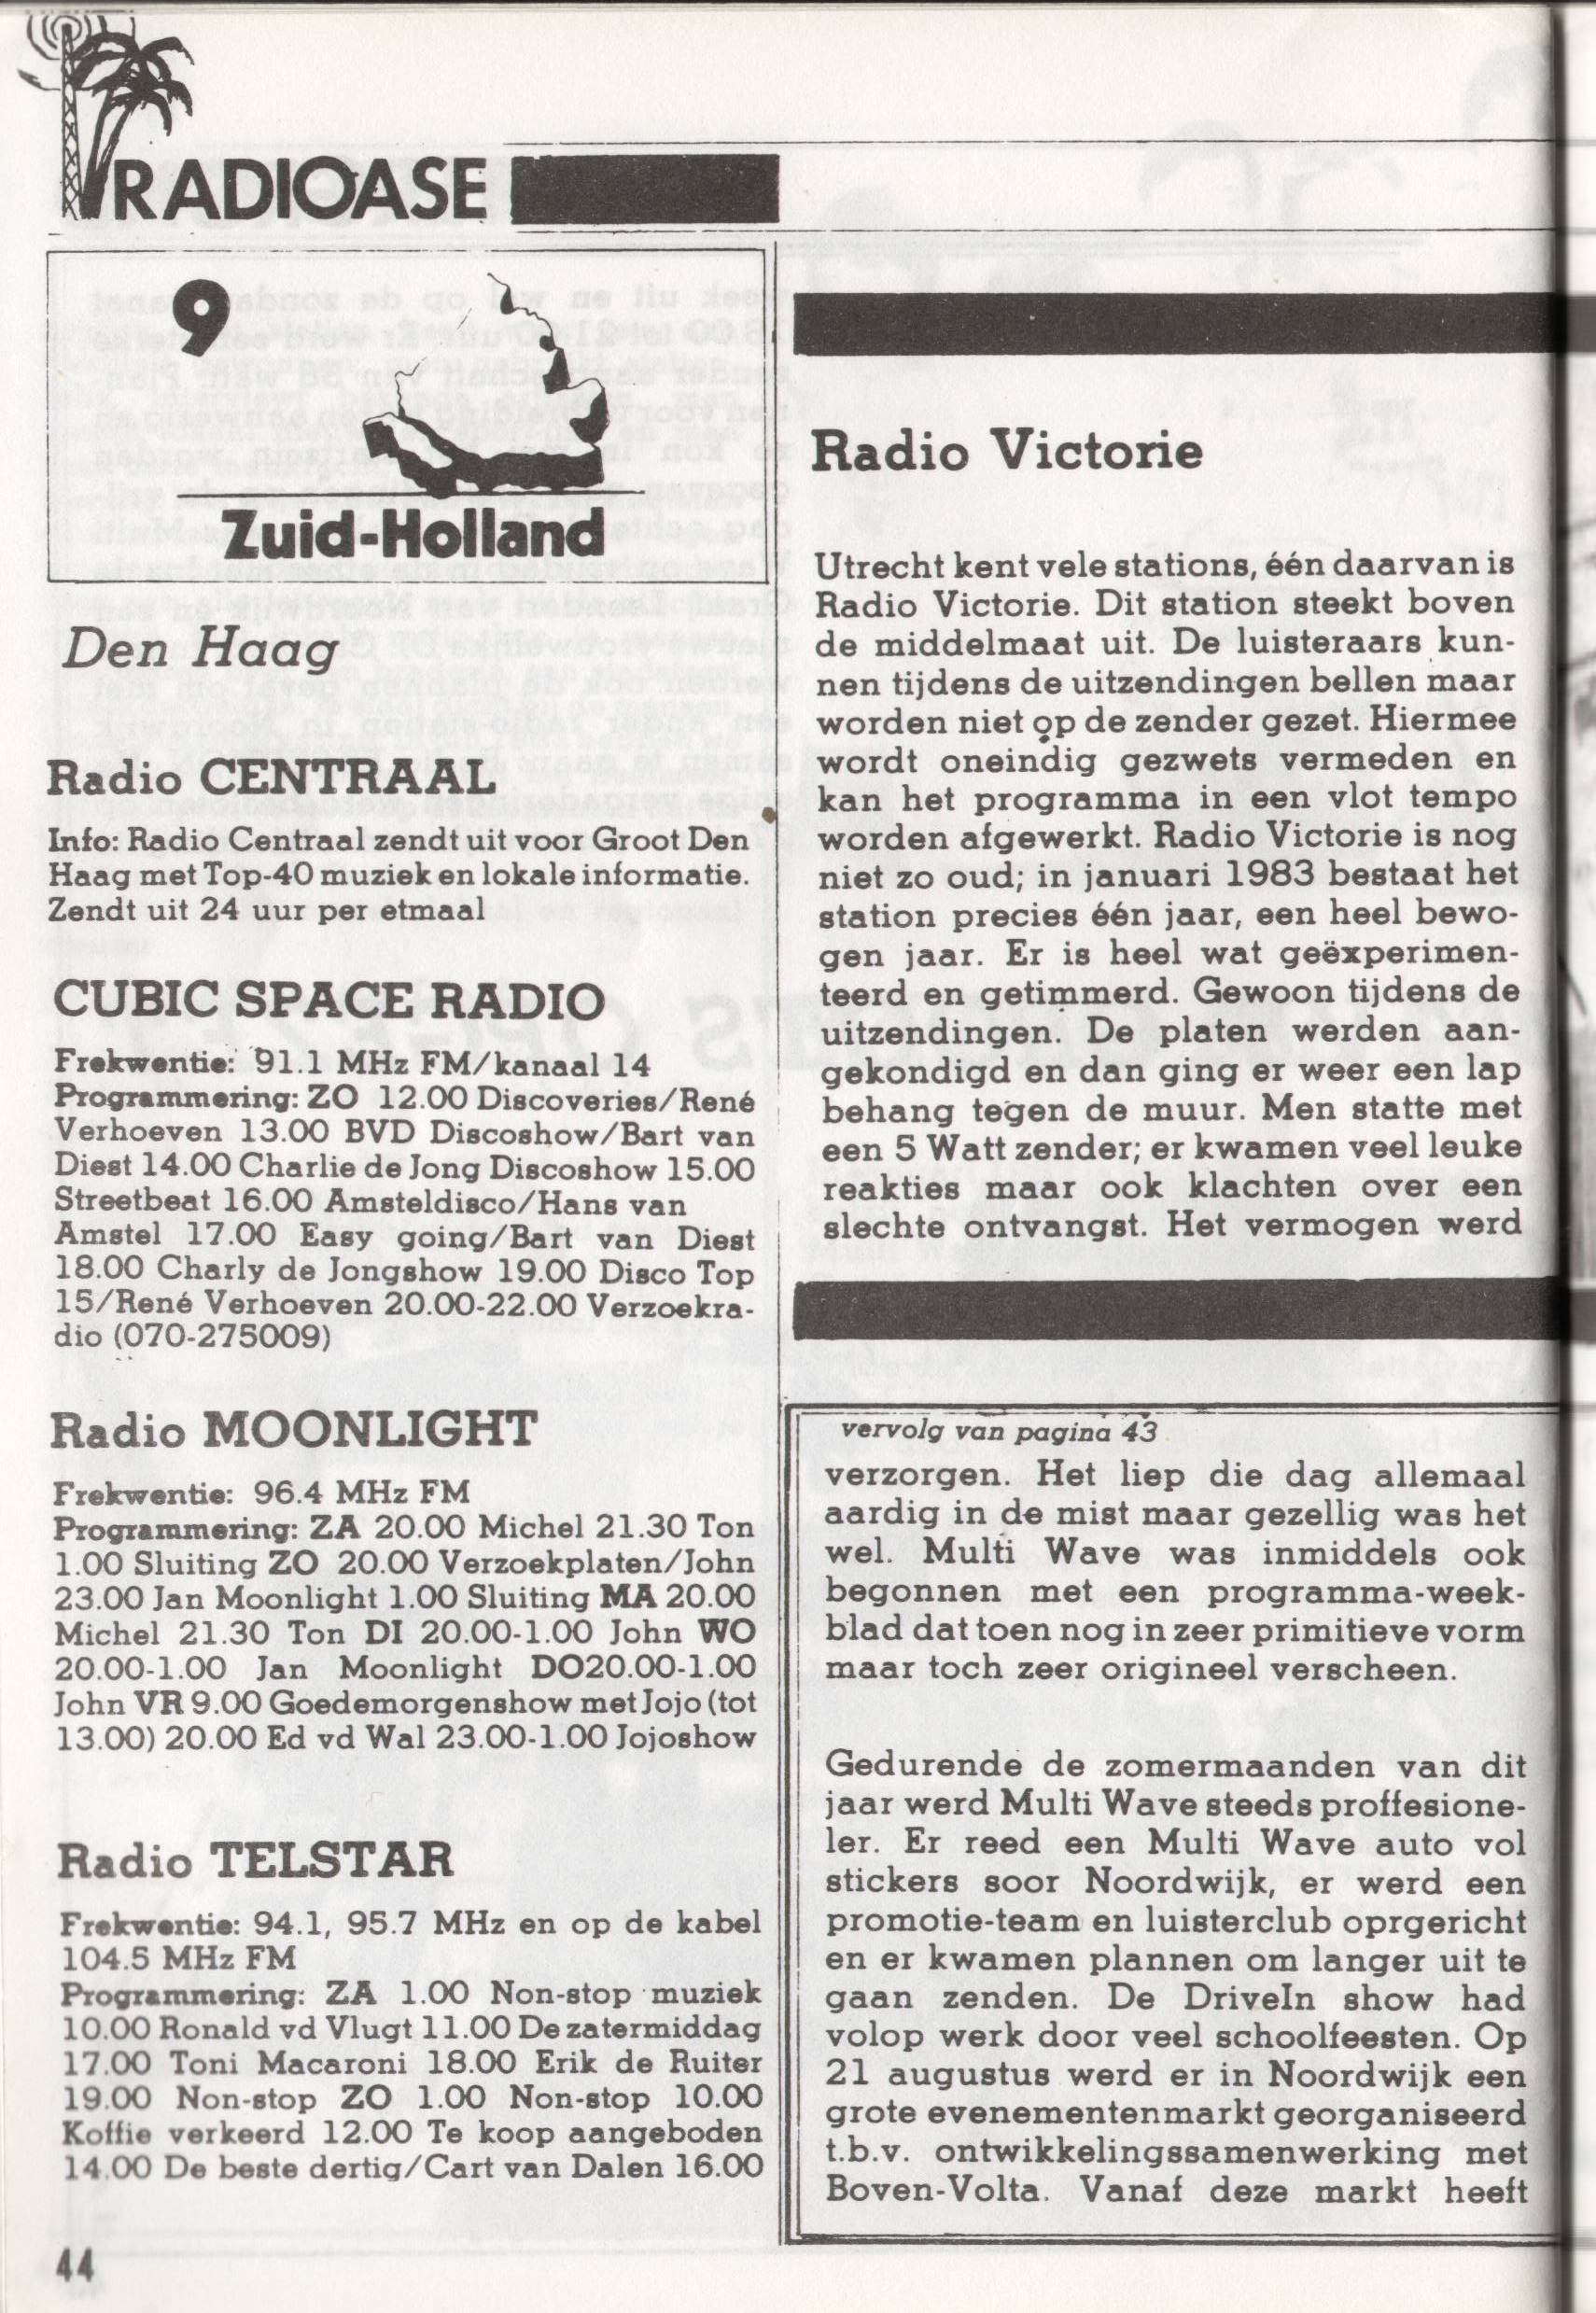 RADIOASE
9
Zuid-Holland
Den Haag
Radio CENTRAAL
Info: Radio Centraal zendt uit voor Groot Den
Haag met Top-40 muziek en lokale informatie.
Zendt uit 24 uur per etmaal
CUBIC SPACE RADIO
Frekwentie: 91.1 MHz FM/kanaal 14
Programmering: ZO 12.00 Discoveries/René
Verhoeven 13.00 BVD Discoshow/Bart van
Diest 14.00 Charlie de Jong Discoshow 15.00
Streetbeat 16.00 Amsteldisco/Hans van
Amstel 17.00 Easy going/Bart van Diest
18.00 Charly de Jongshow 19.00 Disco Top
15/René Verhoeven 20.00-22.00 Verzoekra-
dio (070-275009)
Radio MOONLIGHT
Frekwentie: 96.4 MHz FM
Programmering: ZA 20.00 Michel 21.30 Ton
1.00 Sluiting ZO 20.00 Verzoekplaten/John
23.00 Jan Moonlight 1.00 Sluiting MA 20.00
Michel 21.30 Ton DI 20.00-1.00 John WO
20.00-1.00 Jan Moonlight DO20.00-1.00
John VR 9.00 Goedemorgenshow met Jojo (tot
13.00) 20.00 Ed vd Wal 23.00-1.00 Jojoshow
Radio TELSTAR
Frekwentie: 94.1, 95.7 MHz en op de kabel
104.5 MHz FM
Programmering: ZA 1.00 Non-stop muziek
10.00 Ronald vd Vlugt 11.00 De zatermiddag
17.00 Toni Macaroni 18.00 Erik de Ruiter
19.00 Non-stop ZO 1.00 Non-stop 10.00
Koffie verkeerd 12.00 Te koop aangeboden
14.00 De beste dertig/Cart van Dalen 16.00
44
Radio Victorie
Utrecht kent vele stations, één daarvan is
Radio Victorie. Dit station steekt boven
de middelmaat uit. De luisteraars kun-
nen tijdens de uitzendingen bellen maar
worden niet op de zender gezet. Hiermee
wordt oneindig gezwets vermeden en
kan het programma in een vlot tempo
worden afgewerkt. Radio Victorie is nog
niet zo oud; in januari 1983 bestaat het
station precies één jaar, een heel bewo-
gen jaar. Er is heel wat geëxperimen-
teerd en getimmerd. Gewoon tijdens de
uitzendingen. De platen werden aan-
gekondigd en dan ging er weer een lap
behang tegen de muur. Men statte met
een 5 Watt zender; er kwamen veel leuke
reakties maar ook klachten over een
slechte ontvangst. Het vermogen werd
vervolg van pagina 43
verzorgen. Het liep die dag allemaal
aardig in de mist maar gezellig was het
wel. Multi Wave was inmiddels ook
begonnen met een programma-week-
blad dat toen nog in zeer primitieve vorm
maar toch zeer origineel verscheen.
Gedurende de zomermaanden van dit
jaar werd Multi Wave steeds proffesione-
ler. Er reed een Multi Wave auto vol
stickers soor Noordwijk, er werd een
promotie-team en luisterclub oprgericht
en er kwamen plannen om langer uit te
gaan zenden. De DriveIn show had
volop werk door veel schoolfeesten. Op
21 augustus werd er in Noordwijk een
grote evenementenmarkt georganiseerd
t.b.v. ontwikkelingssamenwerking met
Boven-Volta. Vanaf deze markt heeft